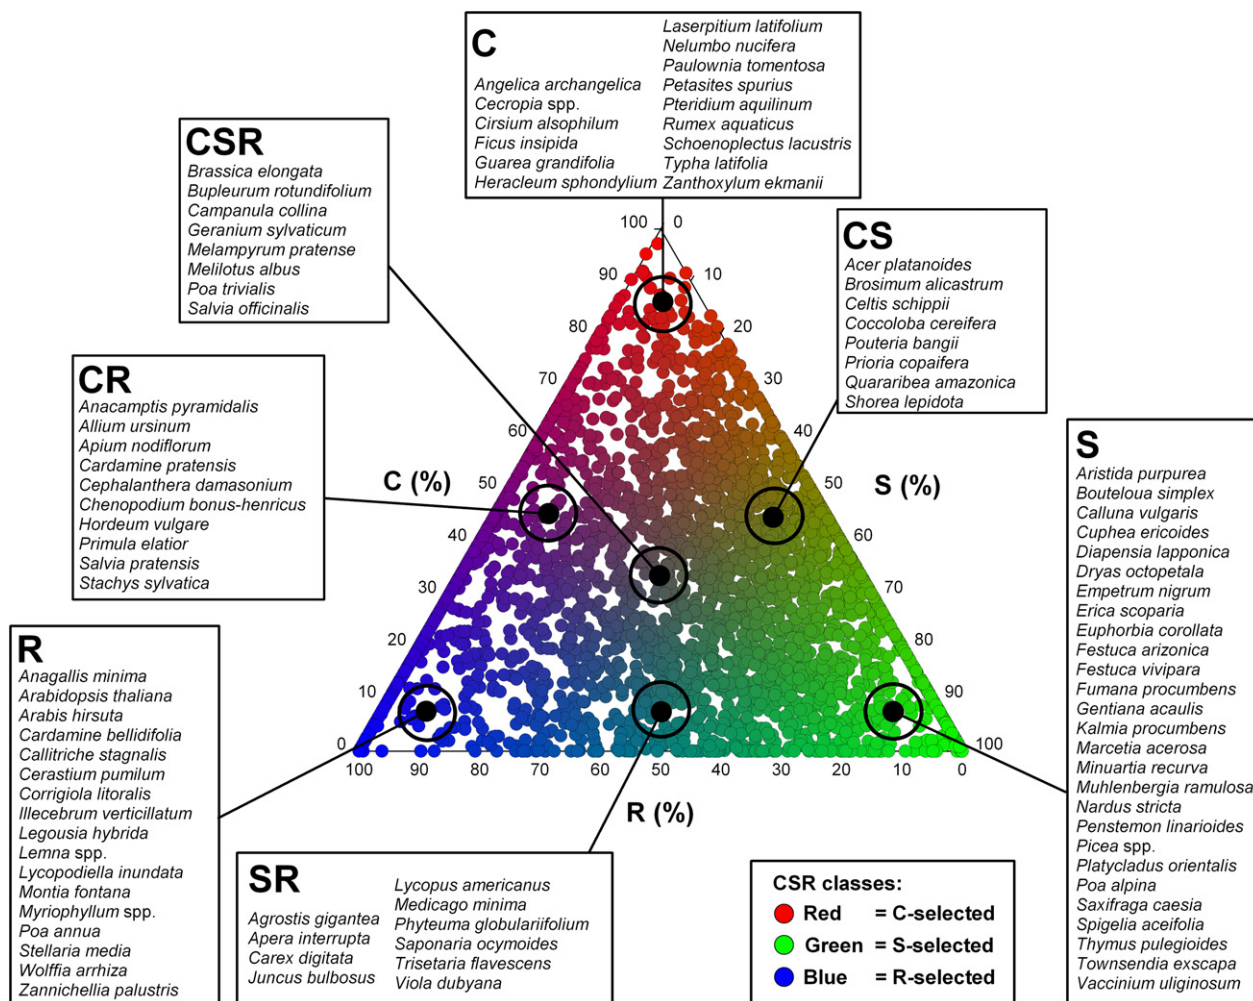 C
Angelica archangelica
Cecropia spp.
Cirsium alsophilum
Ficus insipida
Guarea grandifolia
Heracleum sphondylium
Laserpitium latifolium
Nelumbo nucifera
Paulownia tomentosa
Petasites spurius
Pteridium aquilinum
Rumex aquaticus
Schoenoplectus lacustris
Typha latifolia
Zanthoxylum ekmanii
CSR
Brassica elongata
Bupleurum rotundifolium
Campanula collina
Geranium sylvaticum
Melampyrum pratense
Melilotus albus
Poa trivialis
Salvia officinalis
CS
Acer platanoides
Brosimum alicastrum
Celtis schippii
Coccoloba cereifera
Pouteria bangii
Prioria copaifera
Quararibea amazonica
Shorea lepidota
CR
Anacamptis pyramidalis
Allium ursinum
Apium nodiflorum
Cardamine pratensis
Cephalanthera damasonium
Chenopodium bonus-henricus
Hordeum vulgare
Primula elatior
Salvia pratensis
Stachys sylvatica
C (%)
100
90
80
70
60
50
40
30
20
10
0
S (%)
0
10
20
30
40
50
60
70
80
90
100
100
90
80
70
60
50
40
30
20
10
0
R (%)
S
Aristida purpurea
Bouteloua simplex
Calluna vulgaris
Cuphea ericoides
Diapensia lapponica
Dryas octopetala
Empetrum nigrum
Erica scoparia
Euphorbia corollata
Festuca arizonica
Festuca vivipara
Fumana procumbens
Gentiana acaulis
Kalmia procumbens
Marcetia acerosa
Minuartia recurva
Muhlenbergia ramulosa
Nardus stricta
Penstemon linarioides
Picea spp.
Platycladus orientalis
Poa alpina
Saxifraga caesia
Spigelia aceifolia
Thymus pulegioides
Townsendia exscapa
Vaccinium uliginosum
R
Anagallis minima
Arabidopsis thaliana
Arabis hirsuta
Cardamine bellidifolia
Callitriche stagnalis
Cerastium pumilum
Corrigiola litoralis
Illecebrum verticillatum
Legousia hybrida
Lemna spp.
Lycopodiella inundata
Montia fontana
Myriophyllum spp.
Poa annua
Stellaria media
Wolffia arrhiza
Zannichellia palustris
SR
Agrostis gigantea
Apera interrupta
Carex digitata
Juncus bulbosus
Lycopus americanus
Medicago minima
Phyteuma globulariifolium
Saponaria ocymoides
Trisetaria flavescens
Viola dubyana
CSR classes:
Red = C-selected
Green = S-selected
Blue = R-selected